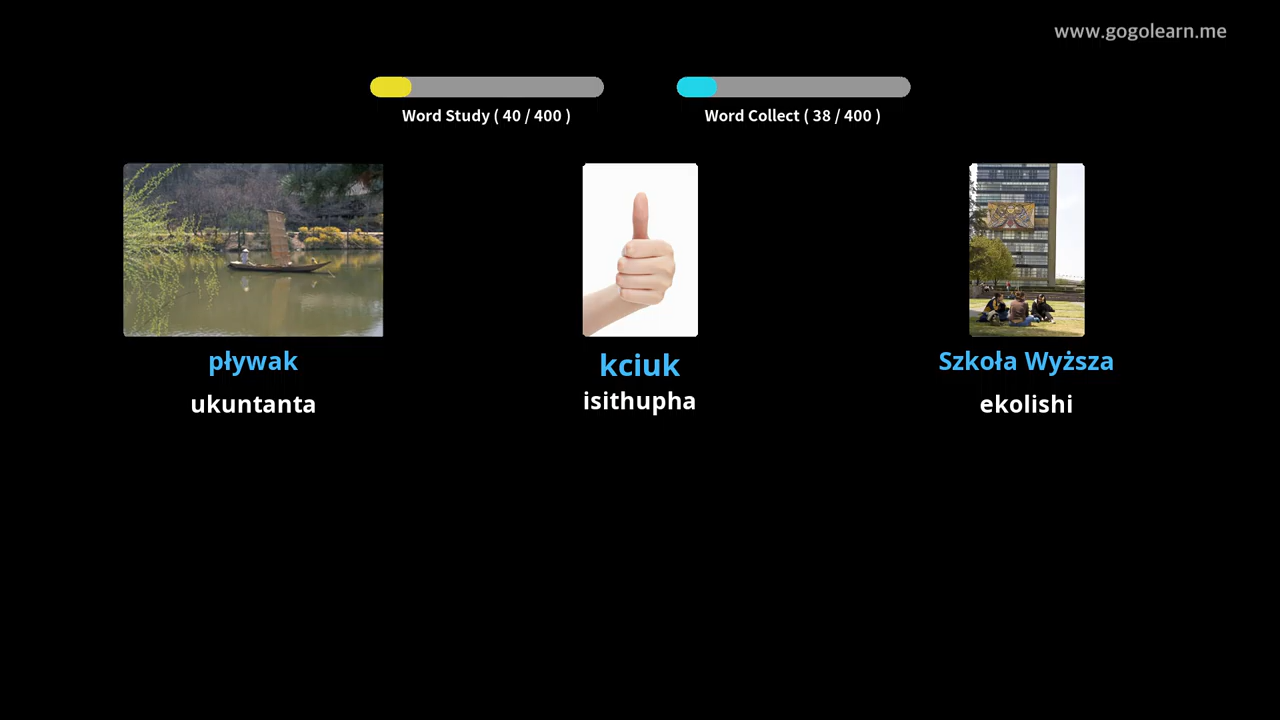 www.gogolearn.me
Word Study ( 40 / 400 )
Word Collect ( 38 / 400 )
pływak
kciuk
Szkoła Wyższa
ukuntanta
isithupha
ekolishi